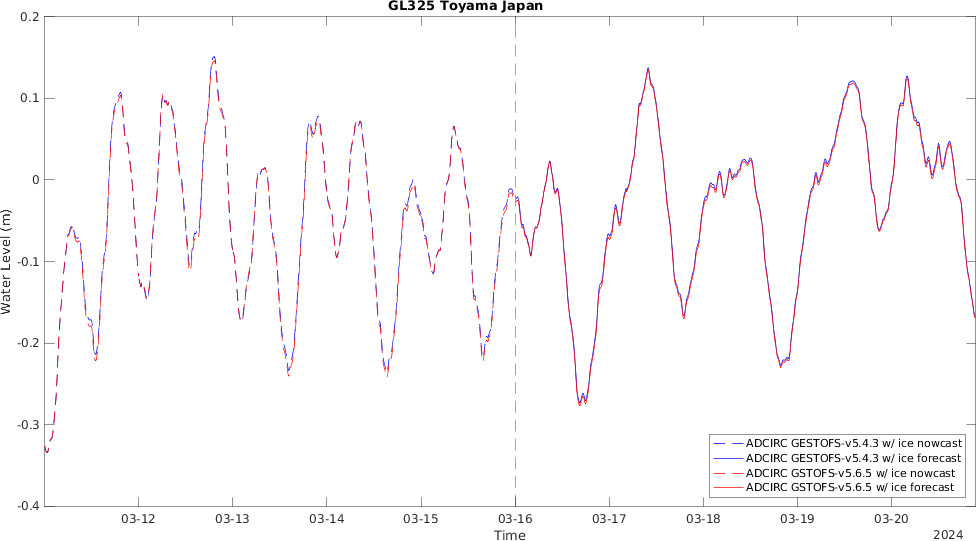 GL325 Toyama Japan
0.2
0.1
0
-0.1
-0.2
-0.3
-0.4
Water Level (m)
ADCIRC GESTOFS-v5.4.3 w/ ice nowcast
ADCIRC GESTOFS-v5.4.3 w/ ice forecast
ADCIRC GSTOFS-v5.6.5 w/ ice nowcast
ADCIRC GSTOFS-v5.6.5 w/ ice forecast
03-12 03-13 03-14 03-15 03-16 03-17 03-18 03-19 03-20
Time
2024